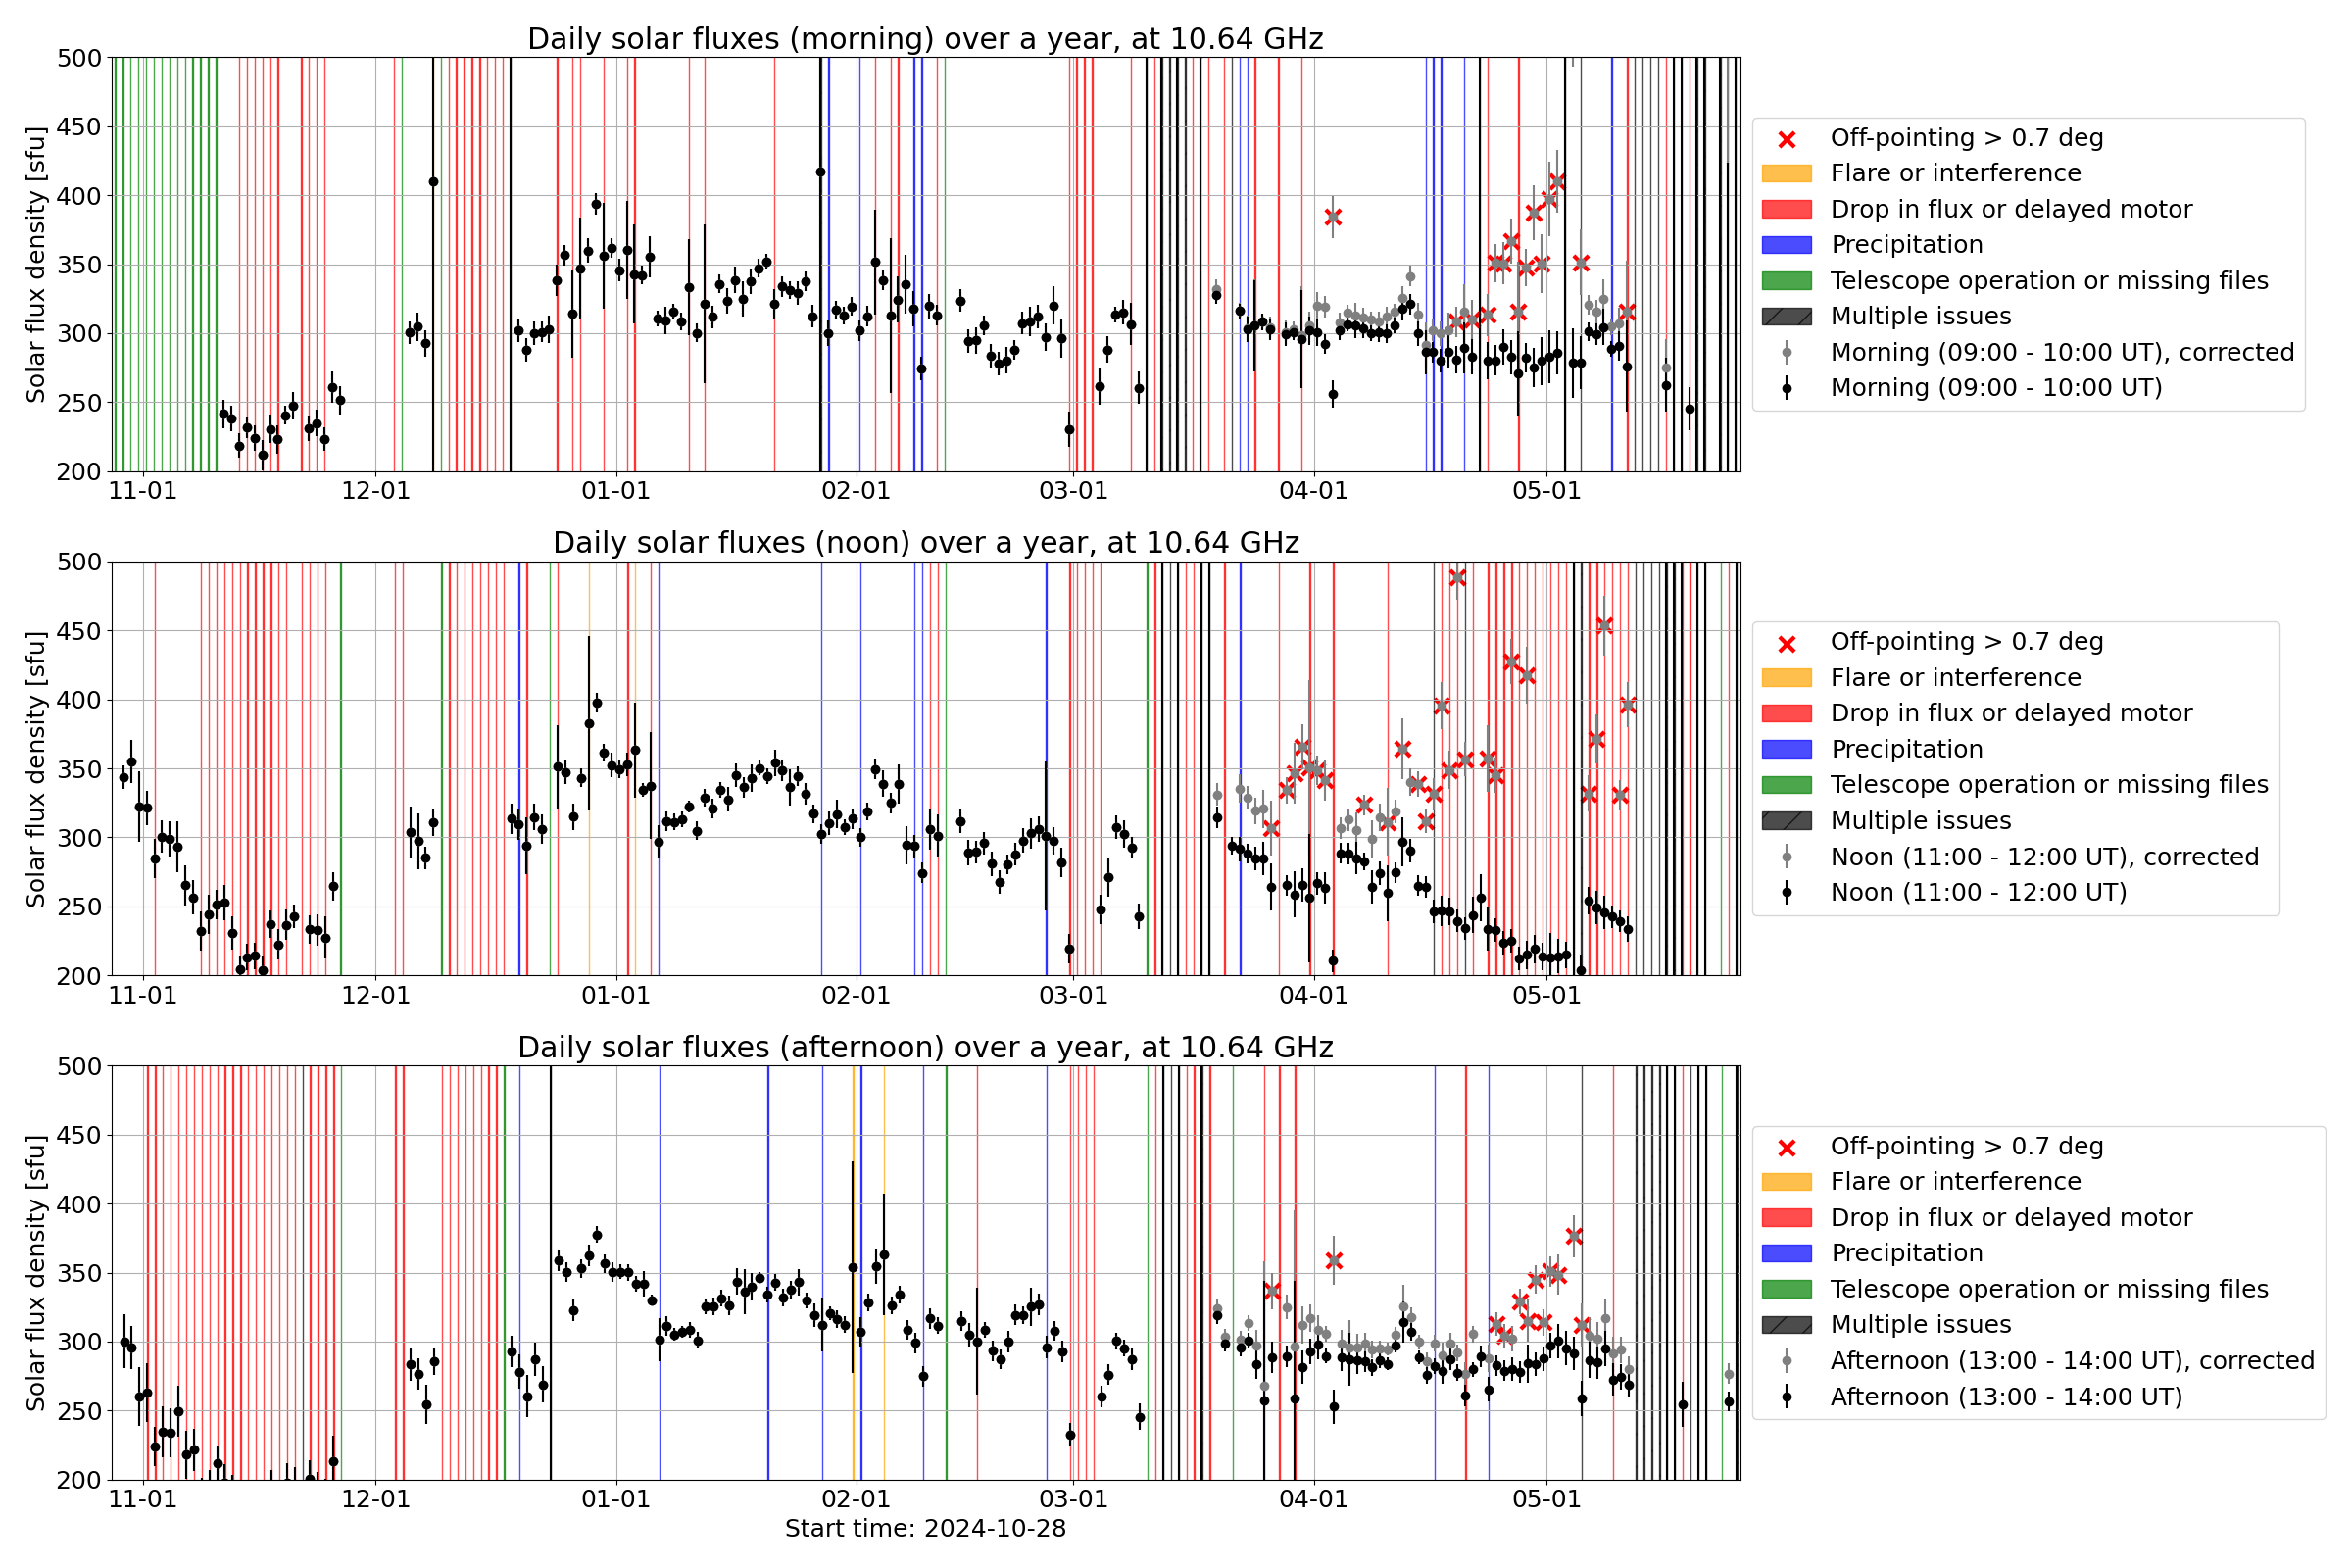 Daily solar fluxes (morning) over a year, at 10.64 GHz
Solar flux density [sfu]
500
450
400
350
300
250
200
11-01
12-01
01-01
02-01
03-01
04-01
05-01
Off-pointing > 0.7 deg
Flare or interference
Drop in flux or delayed motor
Precipitation
Telescope operation or missing files
Multiple issues
Morning (09:00 - 10:00 UT), corrected
Morning (09:00 - 10:00 UT)
Daily solar fluxes (noon) over a year, at 10.64 GHz
Solar flux density [sfu]
500
450
400
350
300
250
200
11-01
12-01
01-01
02-01
03-01
04-01
05-01
Off-pointing > 0.7 deg
Flare or interference
Drop in flux or delayed motor
Precipitation
Telescope operation or missing files
Multiple issues
Noon (11:00 - 12:00 UT), corrected
Noon (11:00 - 12:00 UT)
Daily solar fluxes (afternoon) over a year, at 10.64 GHz
Solar flux density [sfu]
500
450
400
350
300
250
200
11-01
12-01
01-01
02-01
03-01
04-01
05-01
Start time: 2024-10-28
Off-pointing > 0.7 deg
Flare or interference
Drop in flux or delayed motor
Precipitation
Telescope operation or missing files
Multiple issues
Afternoon (13:00 - 14:00 UT), corrected
Afternoon (13:00 - 14:00 UT)